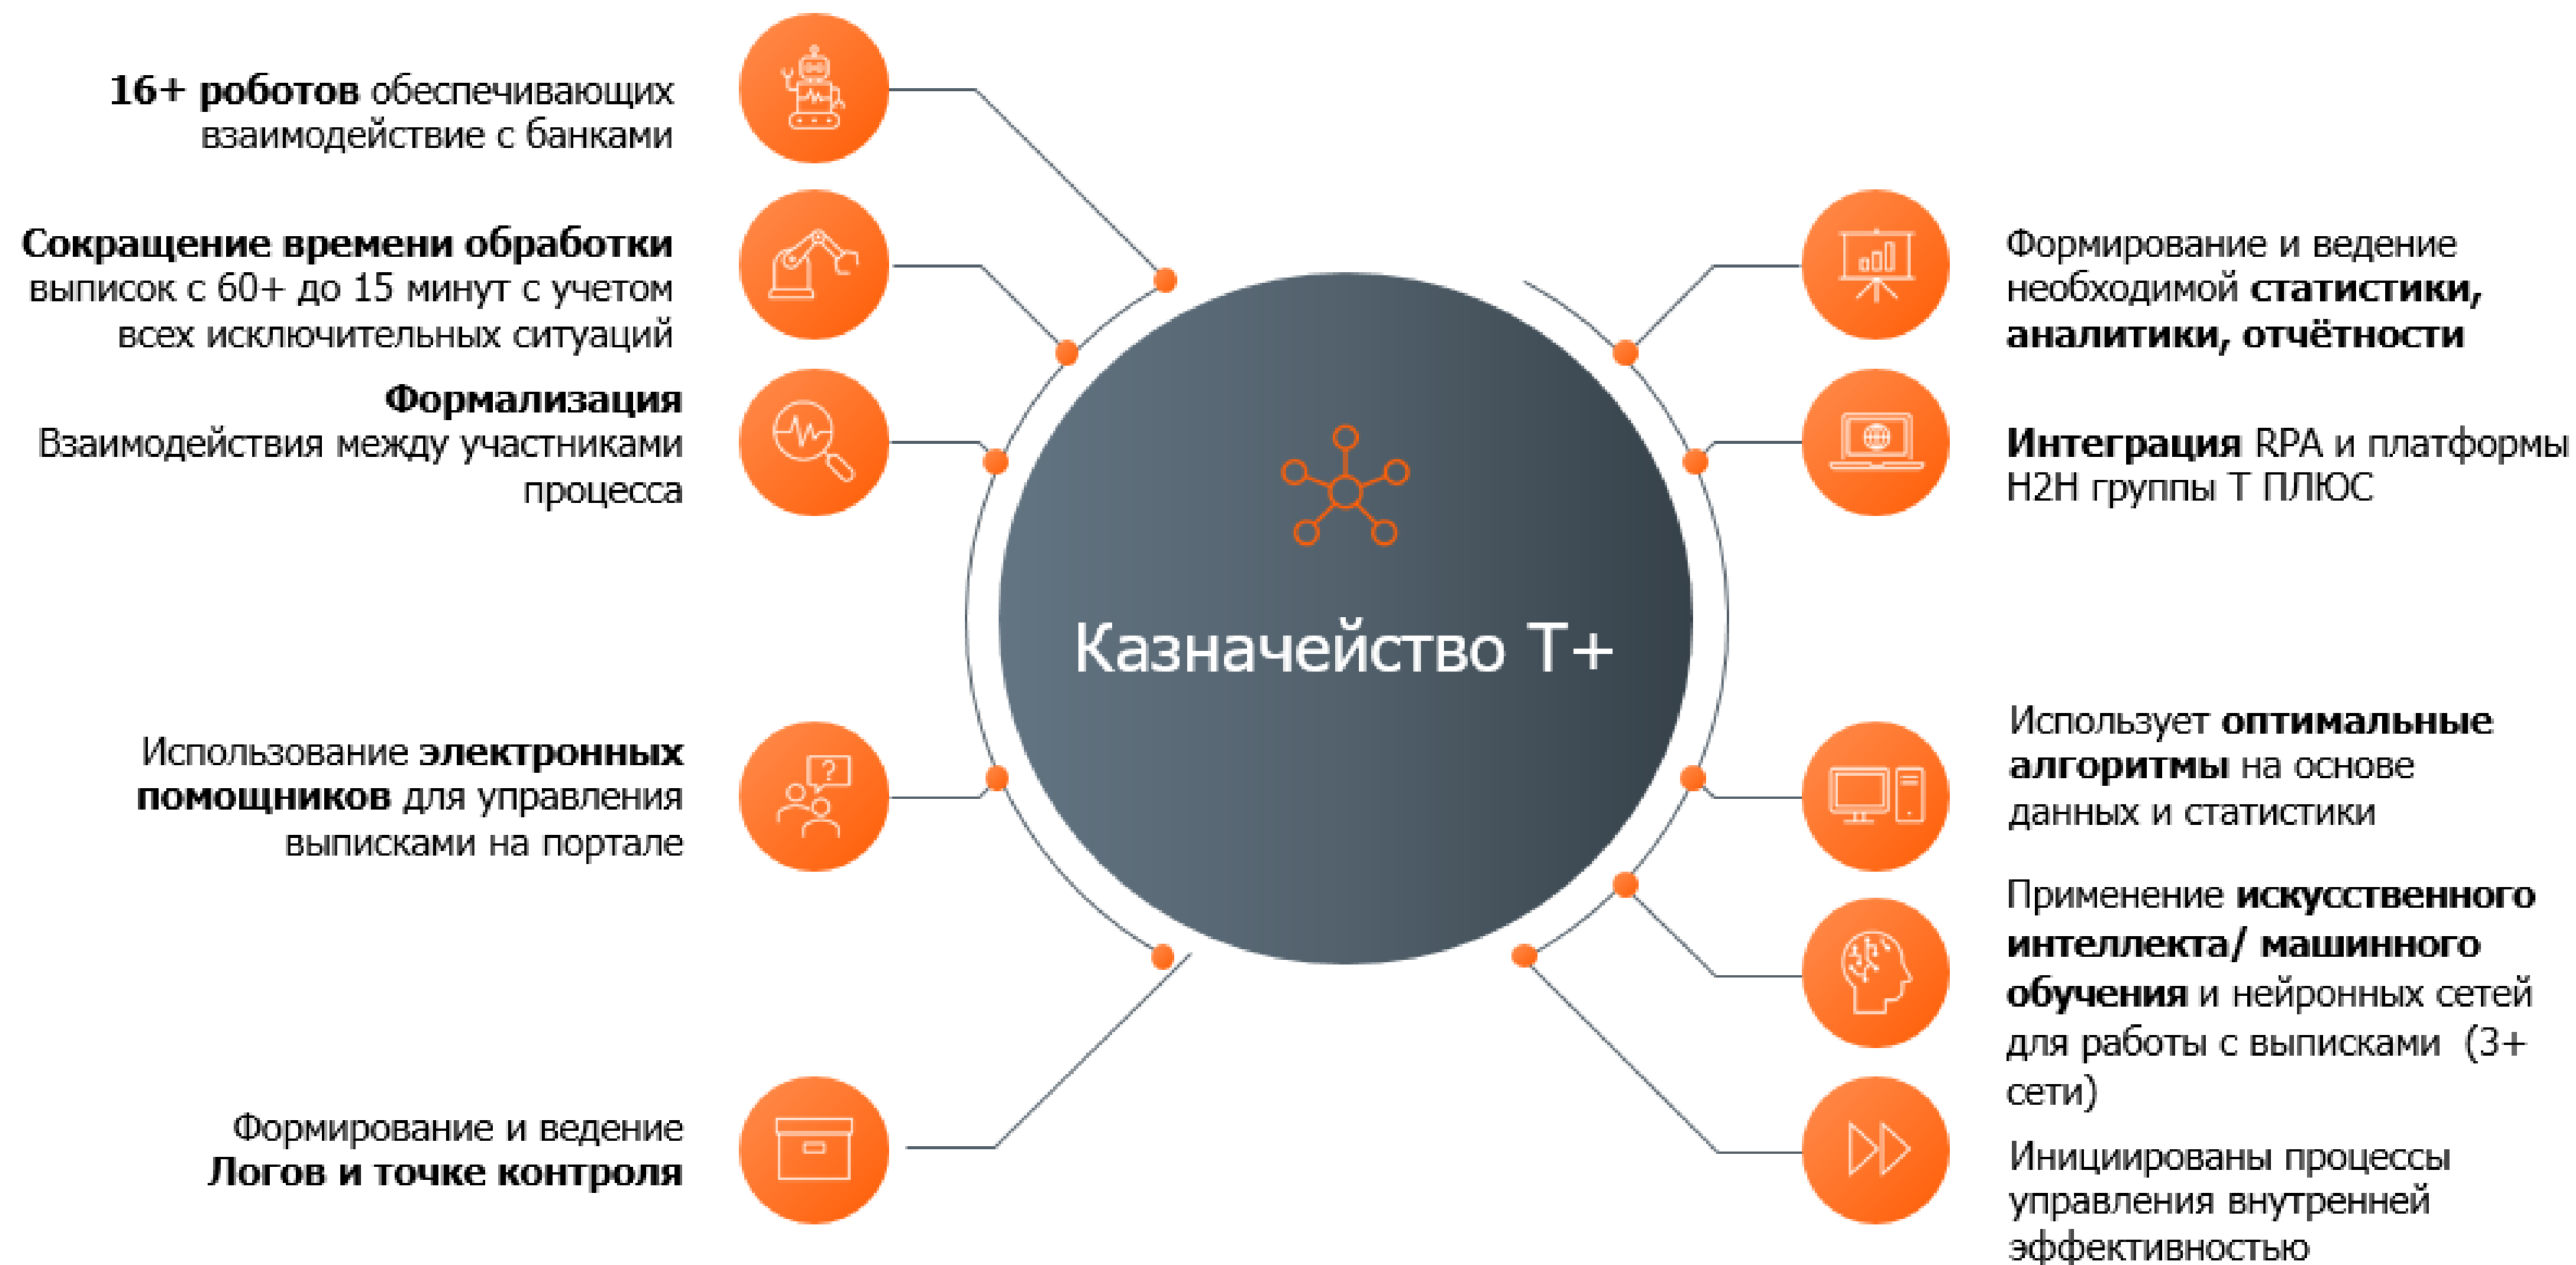 16+ роботов обеспечивающих
взаимодействие с банками
Сокращение времени обработки
выписок с 60+ до 15 минут с учетом
всех исключительных ситуаций
Формализация
Взаимодействия между участниками
процесса
Использование электронных
помощников для управления
выписками на портале
?
Формирование и ведение
Логов и точке контроля
Казначейство Т+
Формирование и ведение
необходимой статистики,
аналитики, отчётности
Интеграция RPA и платформы
H2H группы Т ПЛЮС
Использует оптимальные
алгоритмы на основе
данных и статистики
Применение искусственного
интеллекта/ машинного
обучения и нейронных сетей
для работы с выписками (3+
сети)
Инициированы процессы
управления внутренней
эффективностью